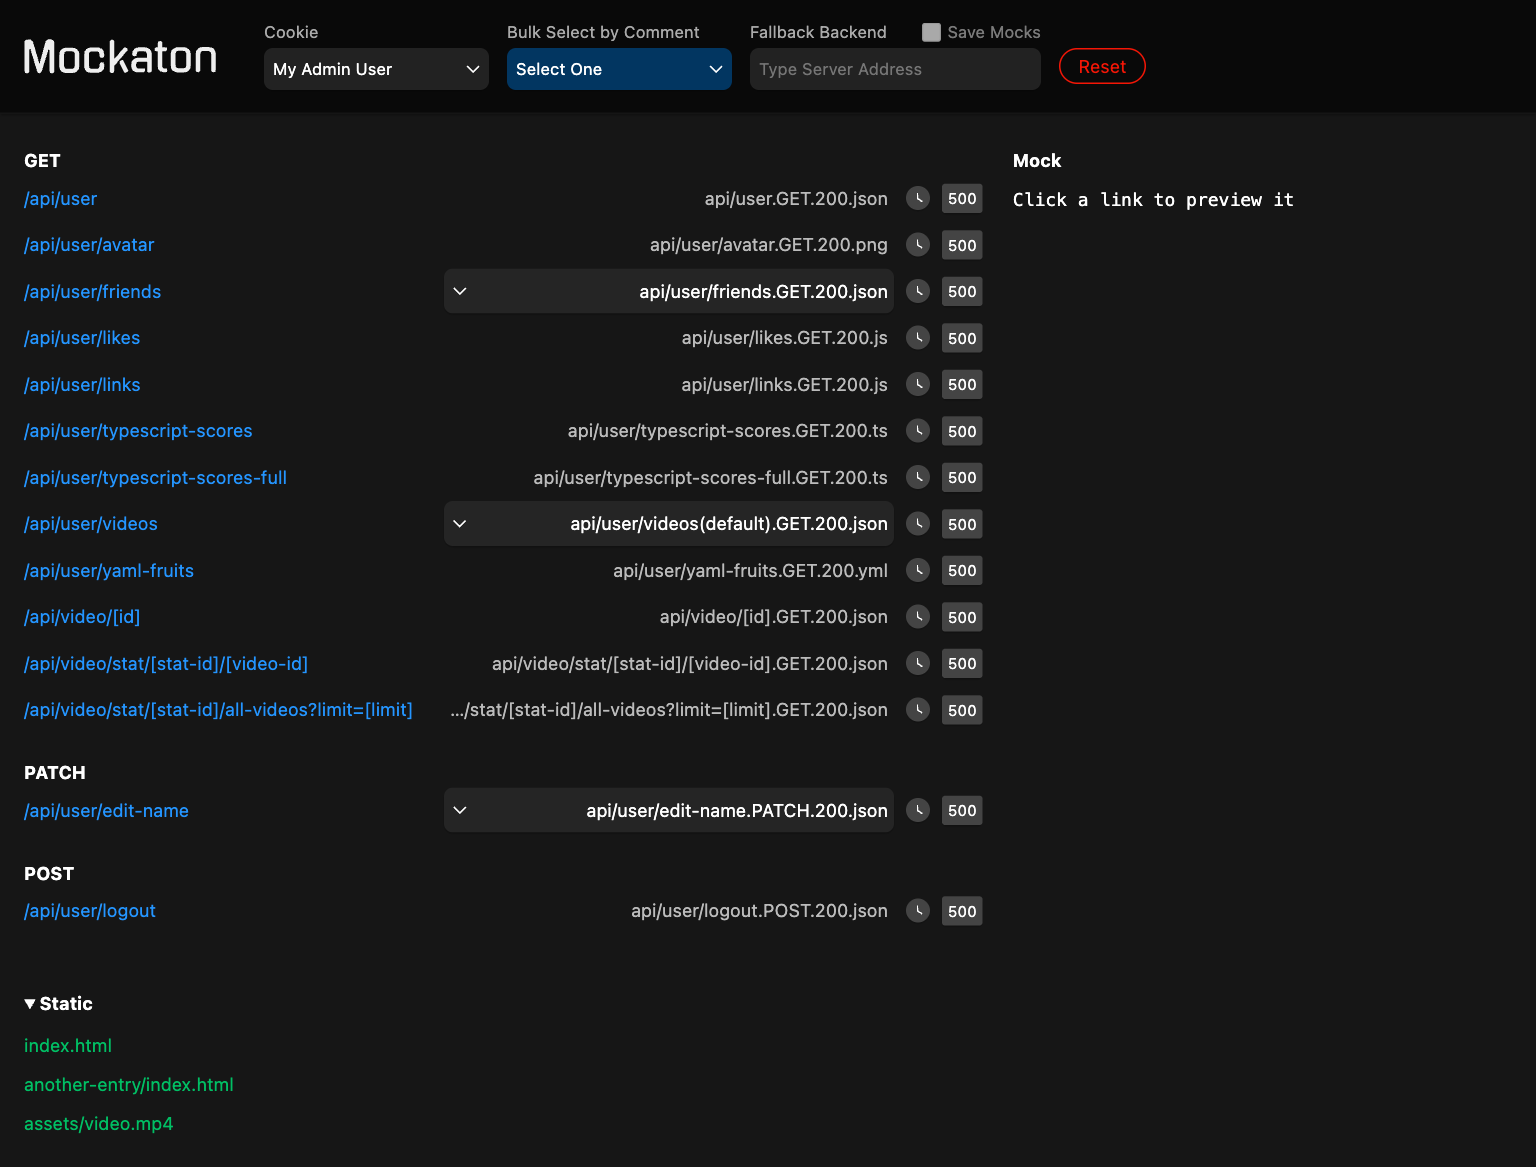 Mockaton
Cookie
My Admin User
Bulk Select by Comment
Select One
Fallback Backend
Save Mocks
Type Server Address
Reset
GET
/api/user api/user.GET.200.json 500
/api/user/avatar api/user/avatar.GET.200.png 500
/api/user/friends api/user/friends.GET.200.json 500
/api/user/likes api/user/likes.GET.200.js 500
/api/user/links api/user/links.GET.200.js 500
/api/user/typescript-scores api/user/typescript-scores.GET.200.ts 500
/api/user/typescript-scores-full api/user/typescript-scores-full.GET.200.ts 500
/api/user/videos api/user/videos(default).GET.200.json 500
/api/user/yaml-fruits api/user/yaml-fruits.GET.200.yml 500
/api/video/[id] api/video/[id].GET.200.json 500
/api/video/stat/[stat-id]/[video-id] api/video/stat/[stat-id]/[video-id].GET.200.json 500
/api/video/stat/[stat-id]/all-videos?limit=[limit] .../stat/[stat-id]/all-videos?limit=[limit].GET.200.json 500
PATCH
/api/user/edit-name api/user/edit-name.PATCH.200.json 500
POST
/api/user/logout api/user/logout.POST.200.json 500
Static
index.html
another-entry/index.html
assets/video.mp4
Mock
Click a link to preview it